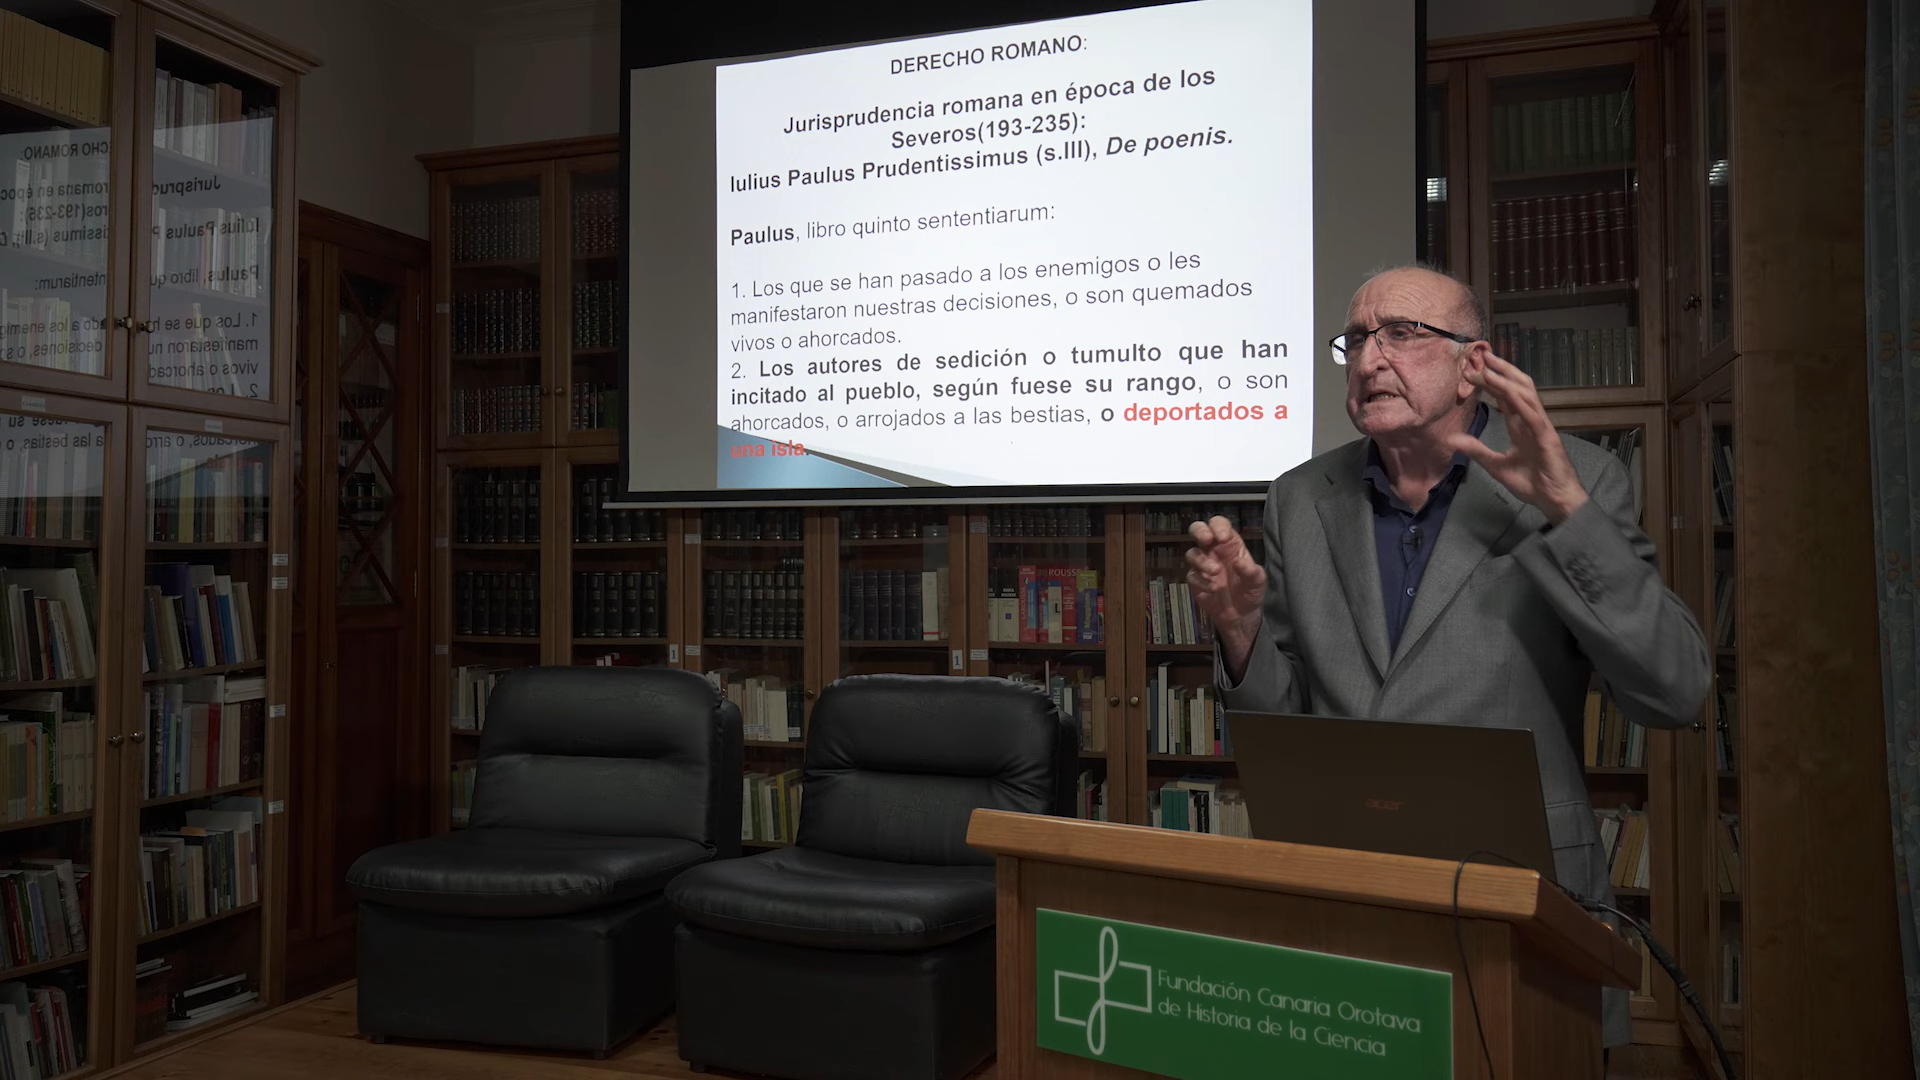 DERECHO ROMANO:
Jurisprudencia romana en época de los
Severos(193-235):
Iulius Paulus Prudentissimus (s.III), De poenis.
Paulus, libro quinto sententiarum:
1. Los que se han pasado a los enemigos o les
manifestaron nuestras decisiones, o son quemados
vivos o ahorcados.
2. Los autores de sedición o tumulto que han
incitado al pueblo, según fuese su rango, o son
ahorcados, o arrojados a las bestias, o deportados a
una isla.
acer
Fundación Canaria Orotava
de Historia de la Ciencia
1
1